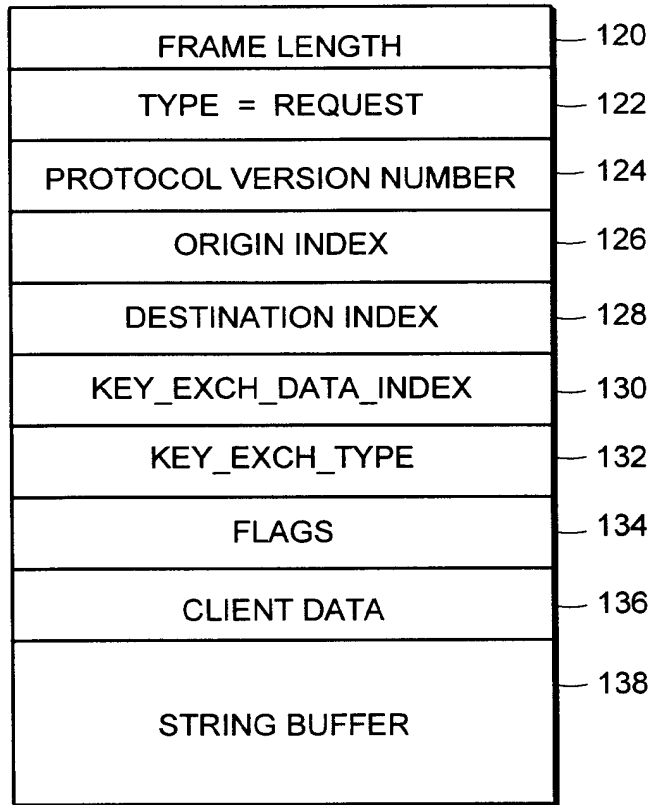 FRAME LENGTH 120
TYPE = REQUEST 122
PROTOCOL VERSION NUMBER 124
ORIGIN INDEX 126
DESTINATION INDEX 128
KEY_EXCH_DATA_INDEX 130
KEY_EXCH_TYPE 132
FLAGS 134
CLIENT DATA 136
138
STRING BUFFER